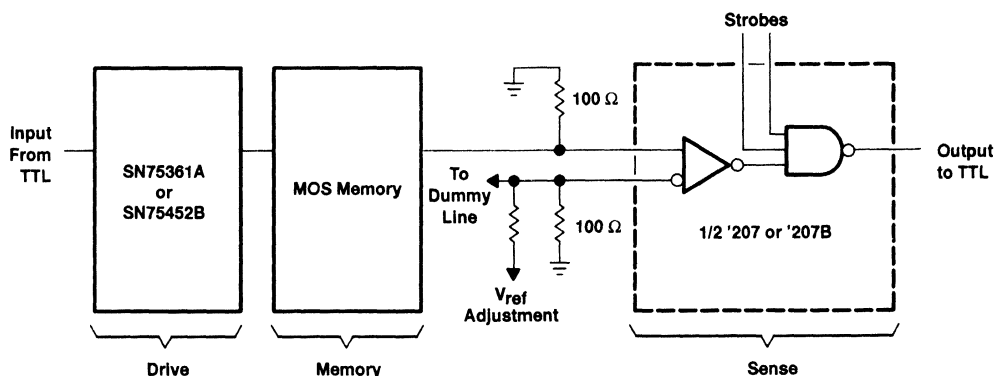 Strobes
Input
From
TTL
SN75361A
or
SN75452B
MOS Memory
100 Ω
To
Dummy
Line
100 Ω
Vref
Adjustment
1/2 '207 or '207B
Output
to TTL
Drive
Memory
Sense